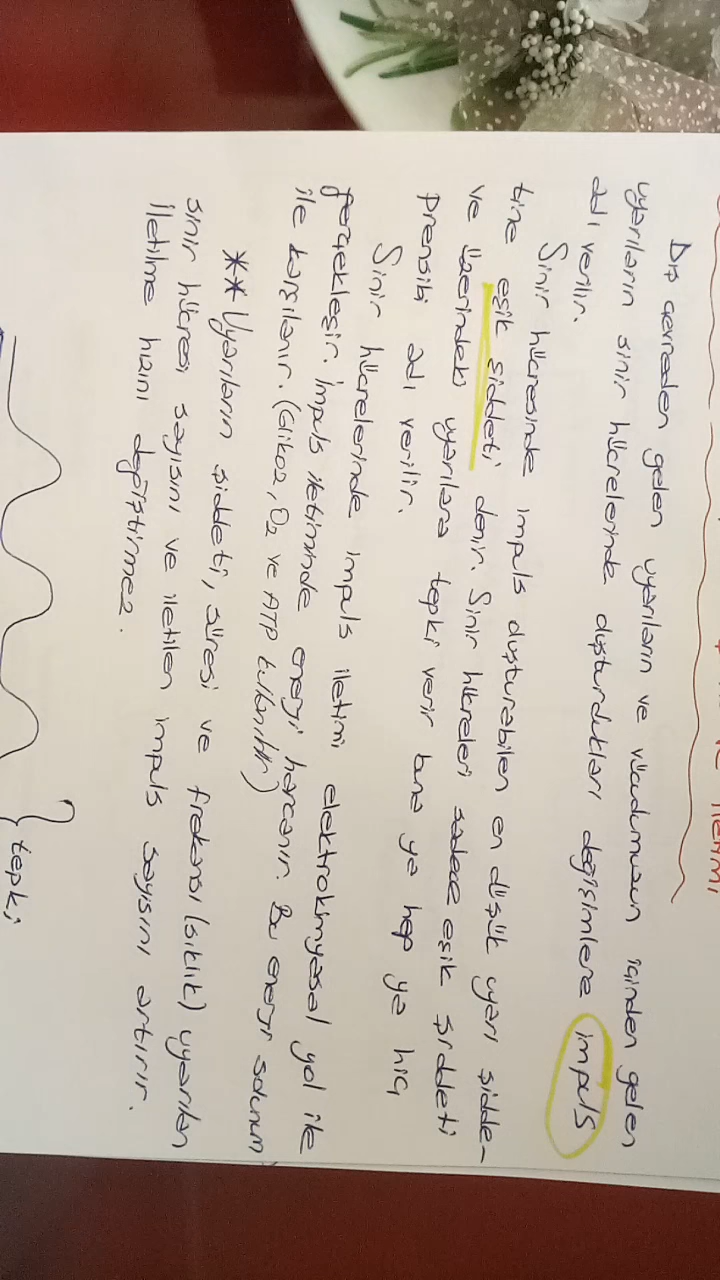 ve iletimi
Dış çevreden gelen uyarıların ve vücudumuzun içinden gelen
uyarıların sinir hücrelerinde oluşturdukları değişimlere impuls
adı verilir.
Sinir hücresinde impuls oluşturabilen en düşük uyarı şidde-
tine eşik şiddeti denir. Sinir hücreleri sadece eşik şiddeti
ve üzerindeki uyarılara tepki verir buna ya hep ya hiç
prensibi adı verilir.
Sinir hücrelerinde impuls iletimi elektrokimyasal yol ile
gerçekleşir. İmpuls iletiminde enerji harcanır. Bu enerji solunum
ile karşılanır. (Glikoz, O₂ ve ATP kullanılır)
** Uyarıların şiddeti, süresi ve frekansı (sıklık) uyarılan
sinir hücresi sayısını ve iletilen impuls sayısını artırır.
İletilme hızını değiştirmez.
? tepki